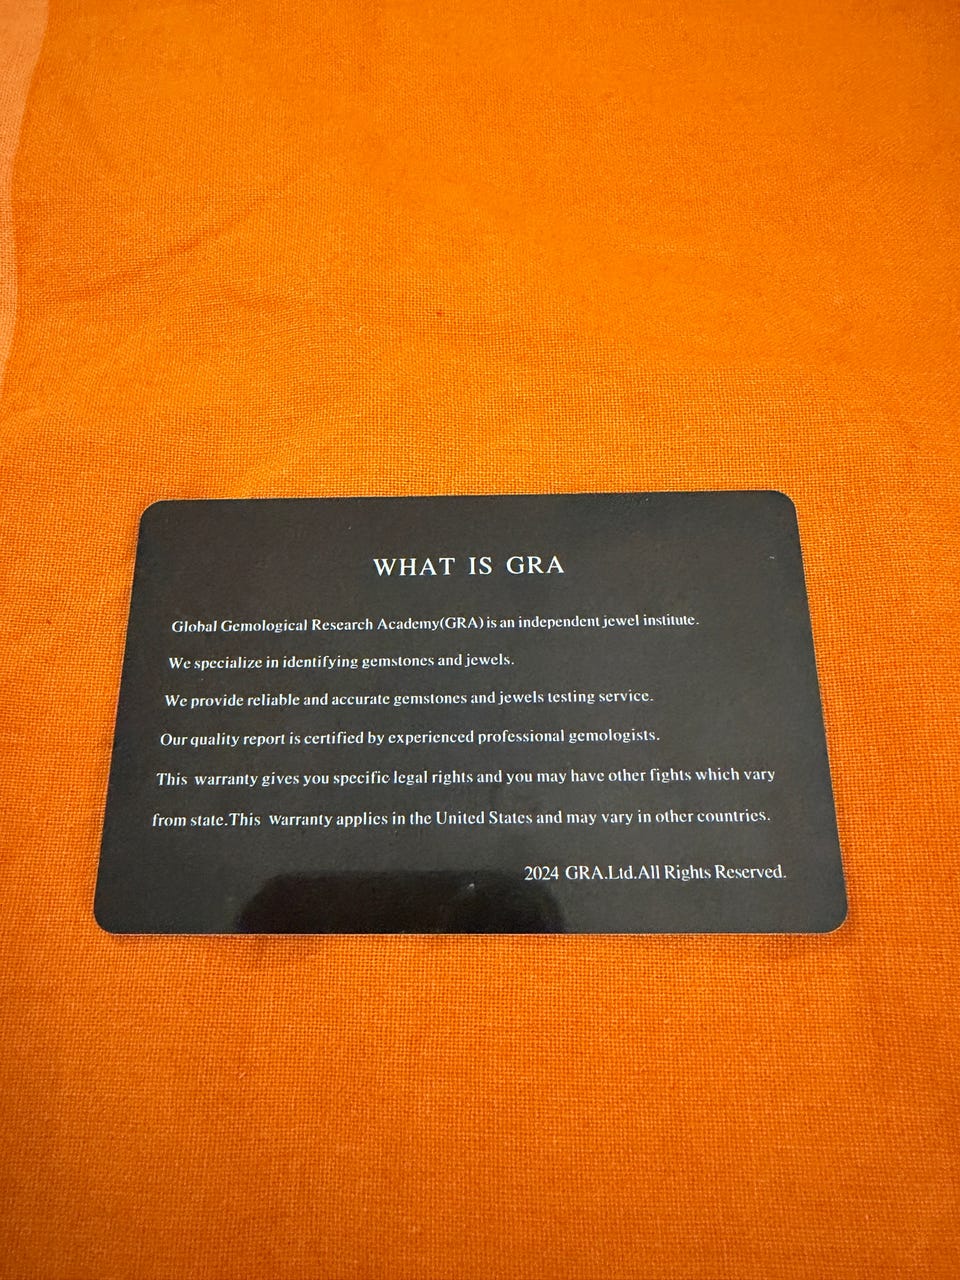 WHAT IS GRA
Global Gemological Research Academy(GRA) is an independent jewel institute.
We specialize in identifying gemstones and jewels.
We provide reliable and accurate gemstones and jewels testing service.
Our quality report is certified by experienced professional gemologists.
This warranty gives you specific legal rights and you may have other fights which vary
from state.This warranty applies in the United States and may vary in other countries.
2024 GRA.Ltd.All Rights Reserved.